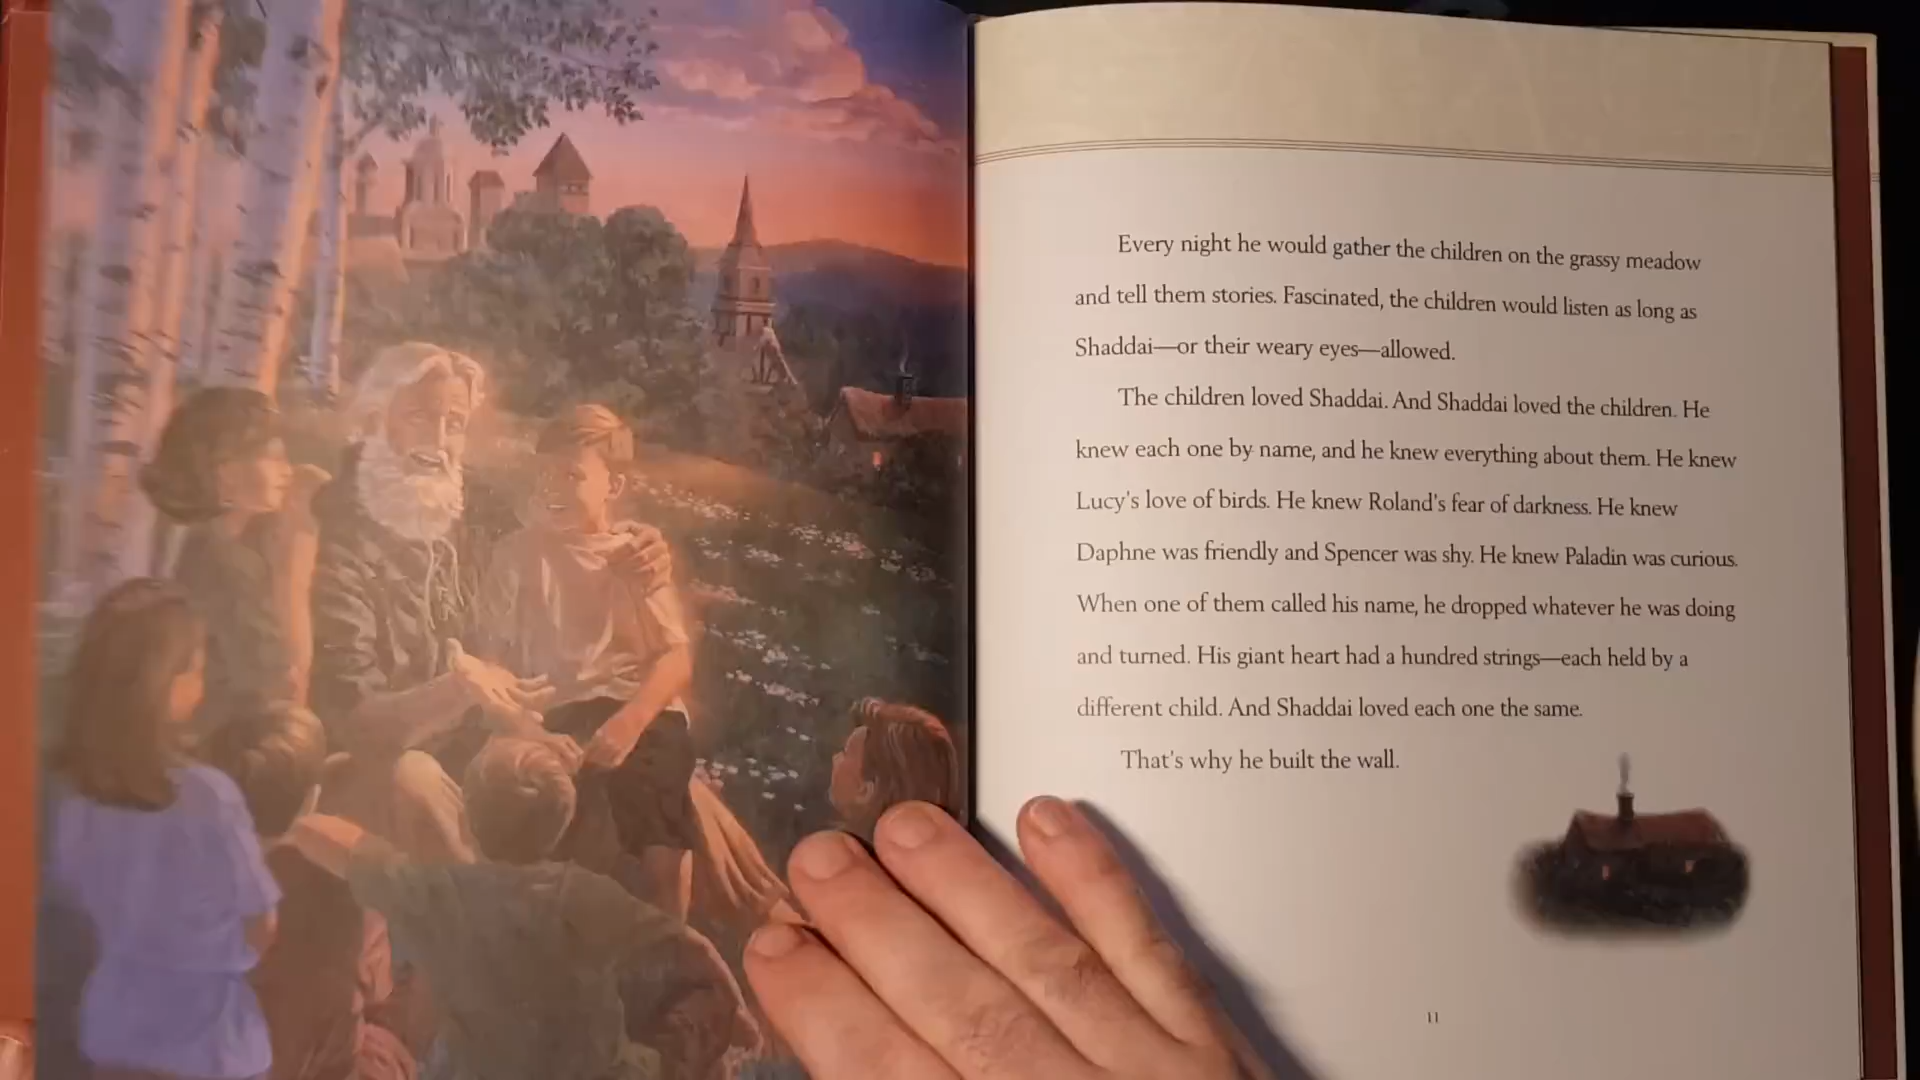 Every night he would gather the children on the grassy meadow
and tell them stories. Fascinated, the children would listen as long as
Shaddai—or their weary eyes—allowed.
The children loved Shaddai. And Shaddai loved the children. He
knew each one by name, and he knew everything about them. He knew
Lucy's love of birds. He knew Roland's fear of darkness. He knew
Daphne was friendly and Spencer was shy. He knew Paladin was curious.
When one of them called his name, he dropped whatever he was doing
and turned. His giant heart had a hundred strings—each held by a
different child. And Shaddai loved each one the same.
That's why he built the wall.
11